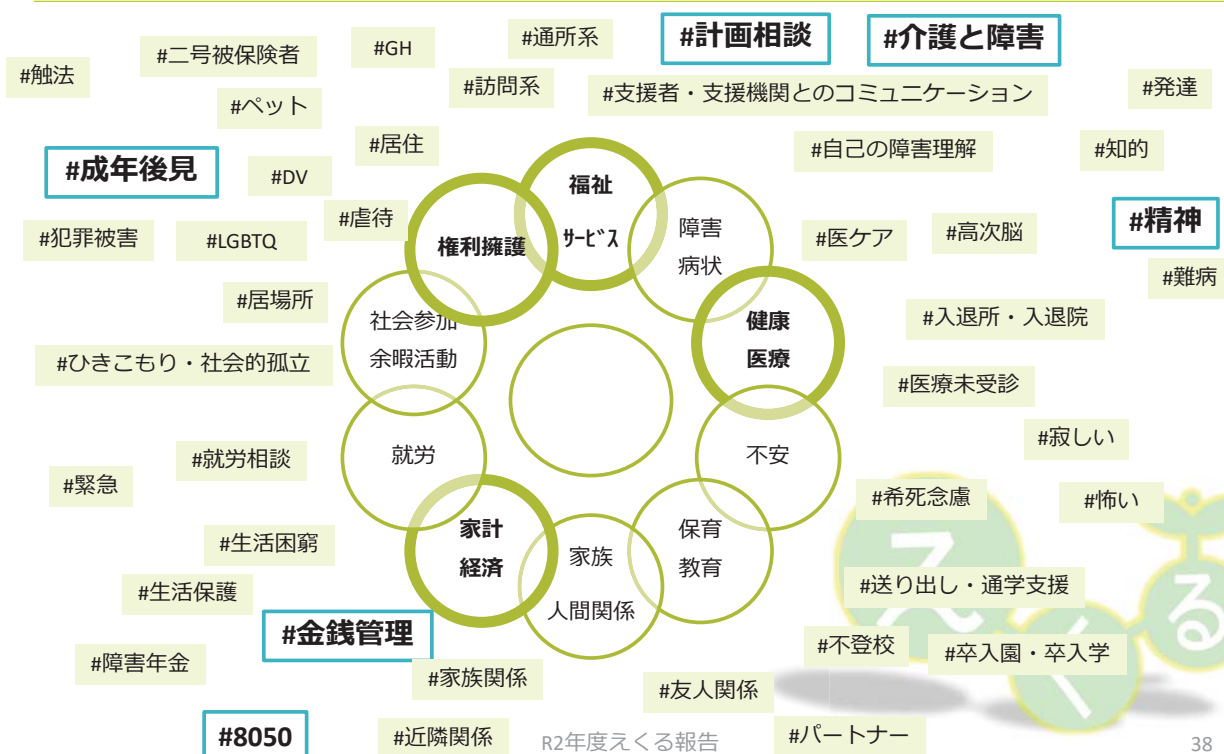 #計画相談
#介護と障害
#通所系
#GH
#二号被保険者
#触法
#訪問系
#支援者・支援機関とのコミュニケーション
#発達
#ペット
#居住
#自己の障害理解
#知的
#成年後見
#DV
#虐待
#犯罪被害
#LGBTQ
権利擁護
福祉
ｻｰﾋﾞｽ
障害
病状
#医ケア
#高次脳
#精神
#難病
#居場所
社会参加
余暇活動
健康
医療
#入退所・入退院
#ひきこもり・社会的孤立
#医療未受診
#就労相談
就労
不安
#寂しい
#緊急
#希死念慮
#怖い
#生活困窮
家計
経済
家族
人間関係
保育
教育
#生活保護
#送り出し・通学支援
#金銭管理
#障害年金
#家族関係
#友人関係
#不登校
#卒入園・卒入学
#8050
#近隣関係
R2年度えくる報告
#パートナー
38
えくる